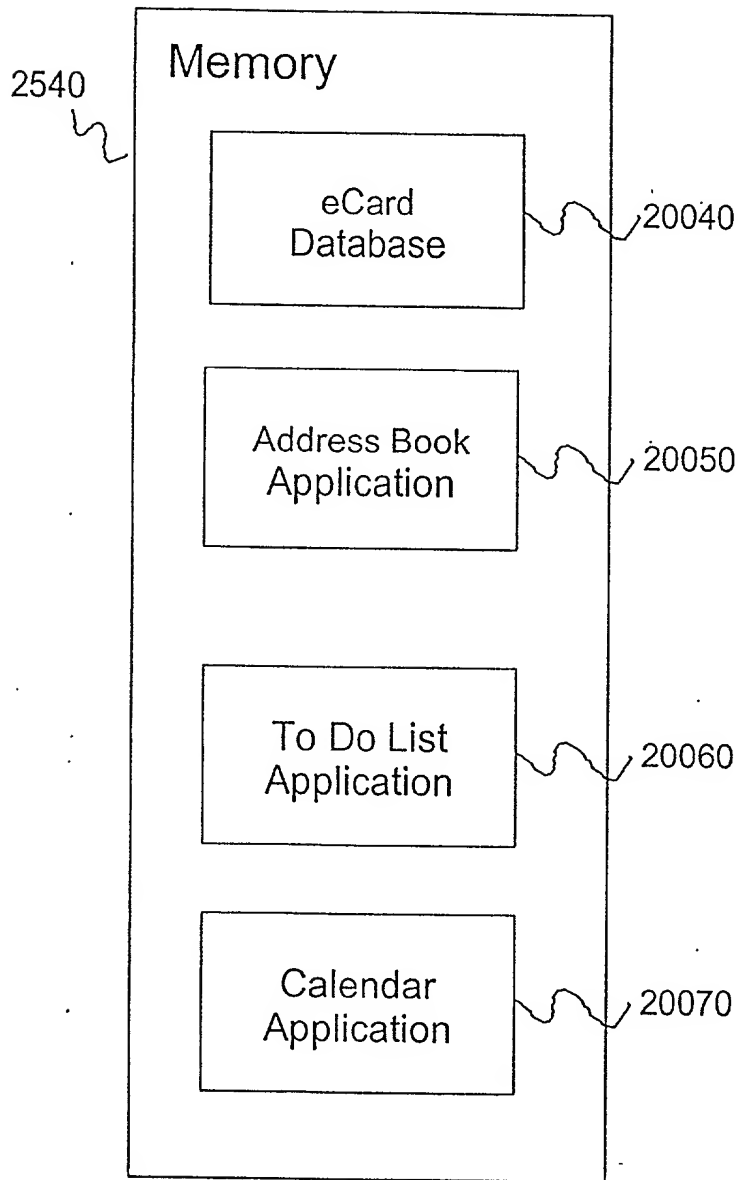 Memory
2540
eCard
Database
20040
Address Book
Application
20050
To Do List
Application
20060
Calendar
Application
20070